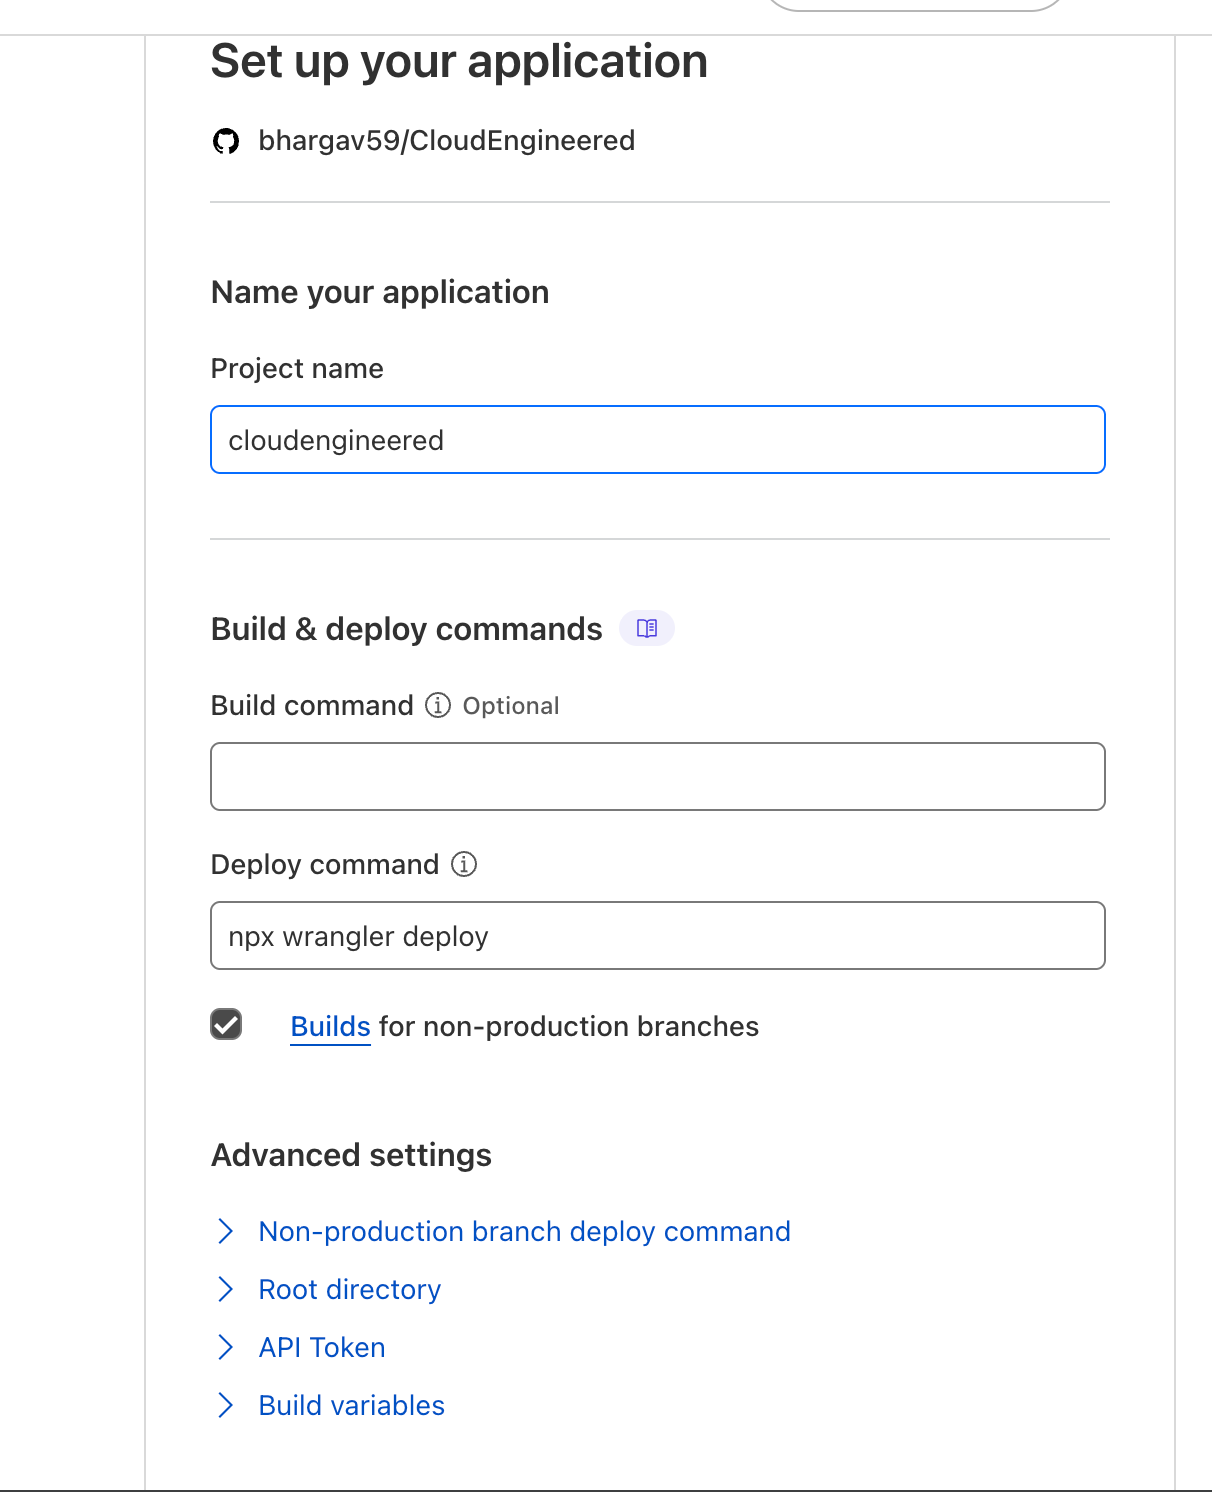 Set up your application
bhargav59/CloudEngineered
Name your application
Project name
cloudengineered
Build & deploy commands
Build command Optional
Deploy command
npx wrangler deploy
Builds for non-production branches
Advanced settings
Non-production branch deploy command
Root directory
API Token
Build variables